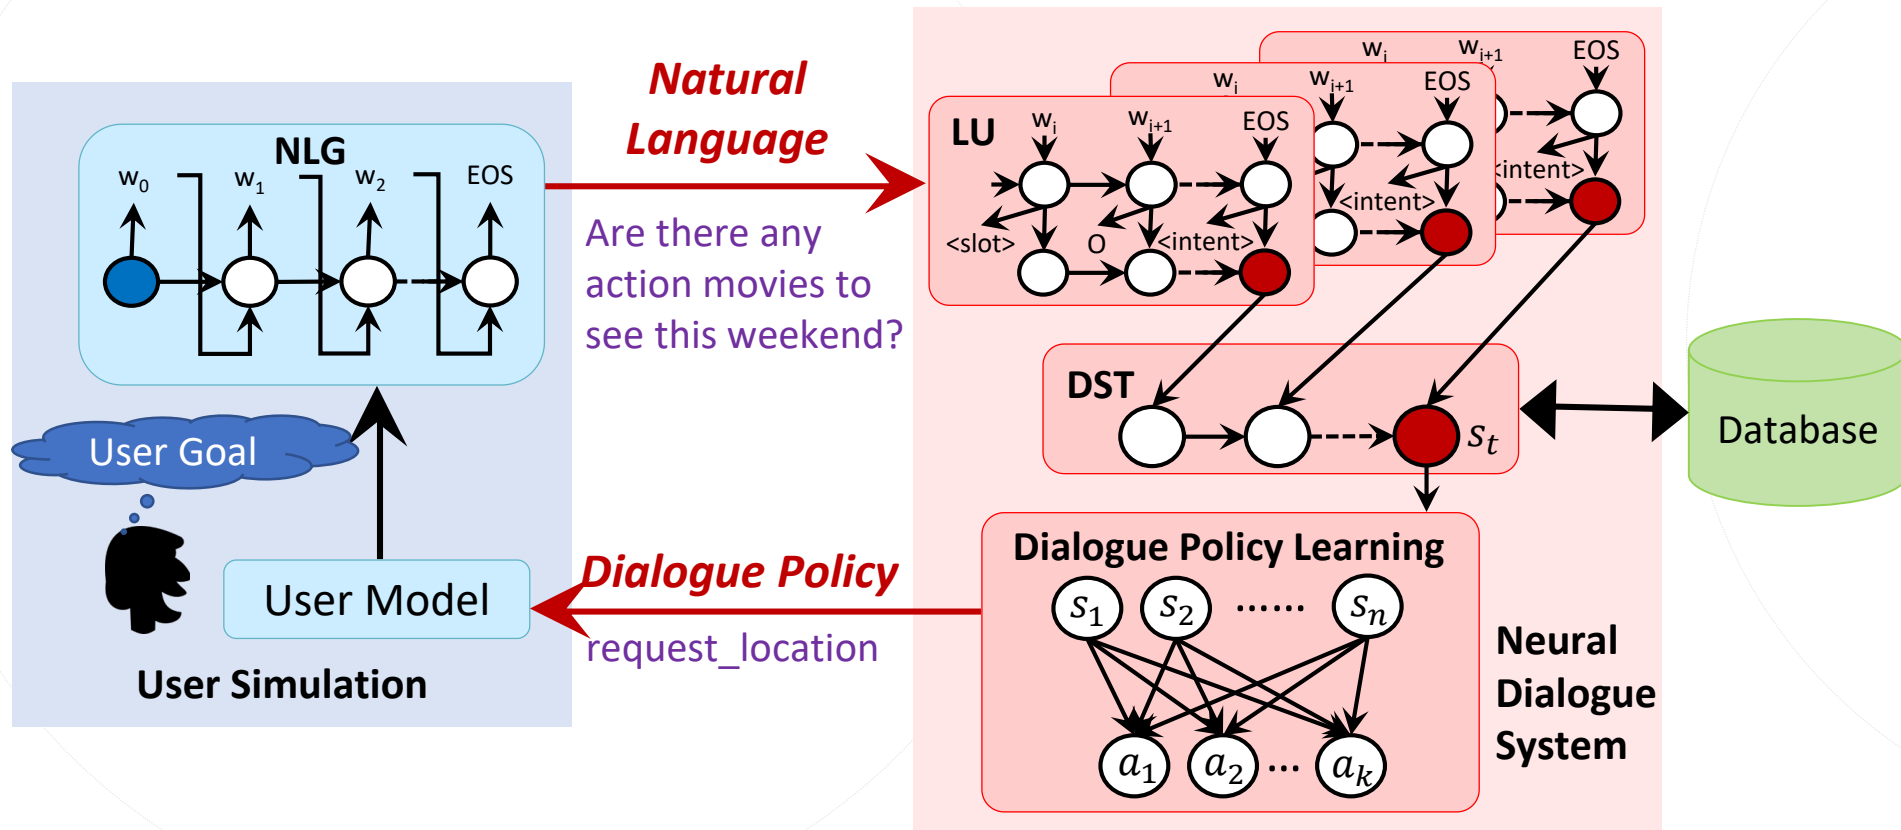 NLG
w0
w1
w2
EOS
User Goal
User Model
User Simulation
Natural
Language
Are there any
action movies to
see this weekend?
Dialogue Policy
request_location
LU
wi
wi+1
EOS
<slot>
O
<intent>
wi
wi+1
EOS
<intent>
wi
wi+1
EOS
<intent>
DST
st
Database
Dialogue Policy Learning
s1 s2 ⋯⋯ sn
a1 a2 ⋯ ak
Neural
Dialogue
System